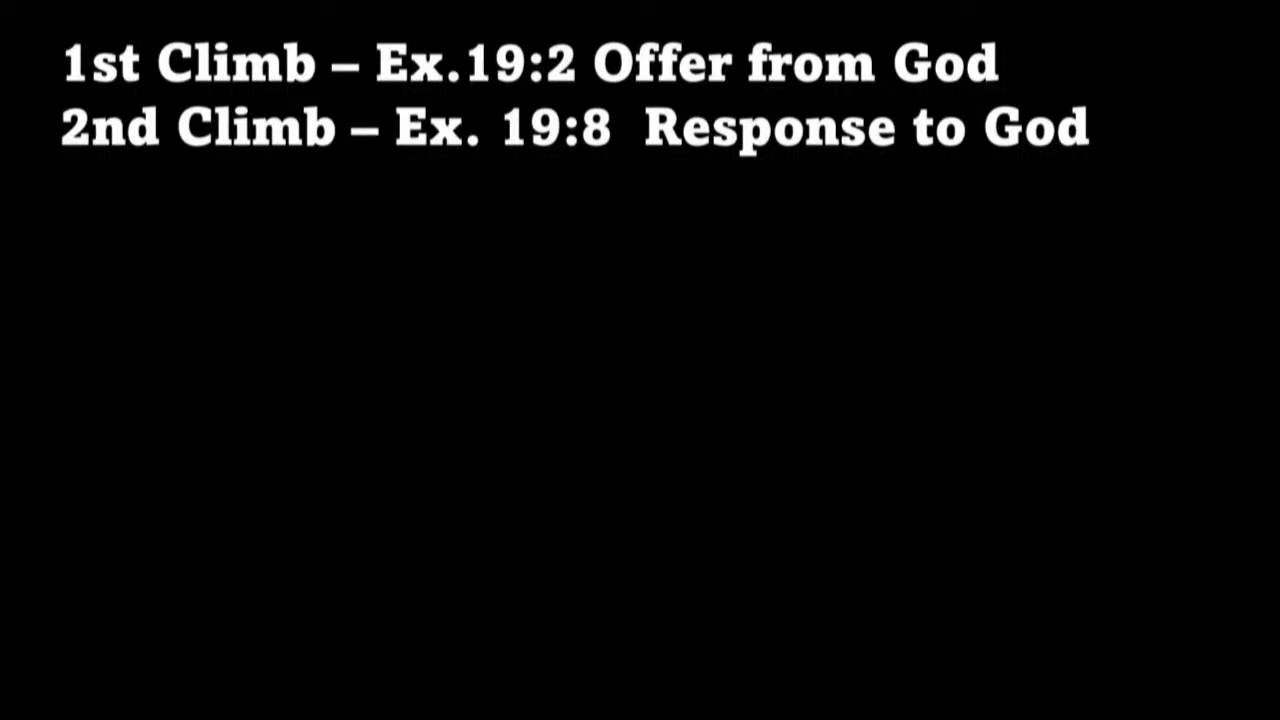 1st Climb – Ex.19:2 Offer from God
2nd Climb – Ex. 19:8  Response to God